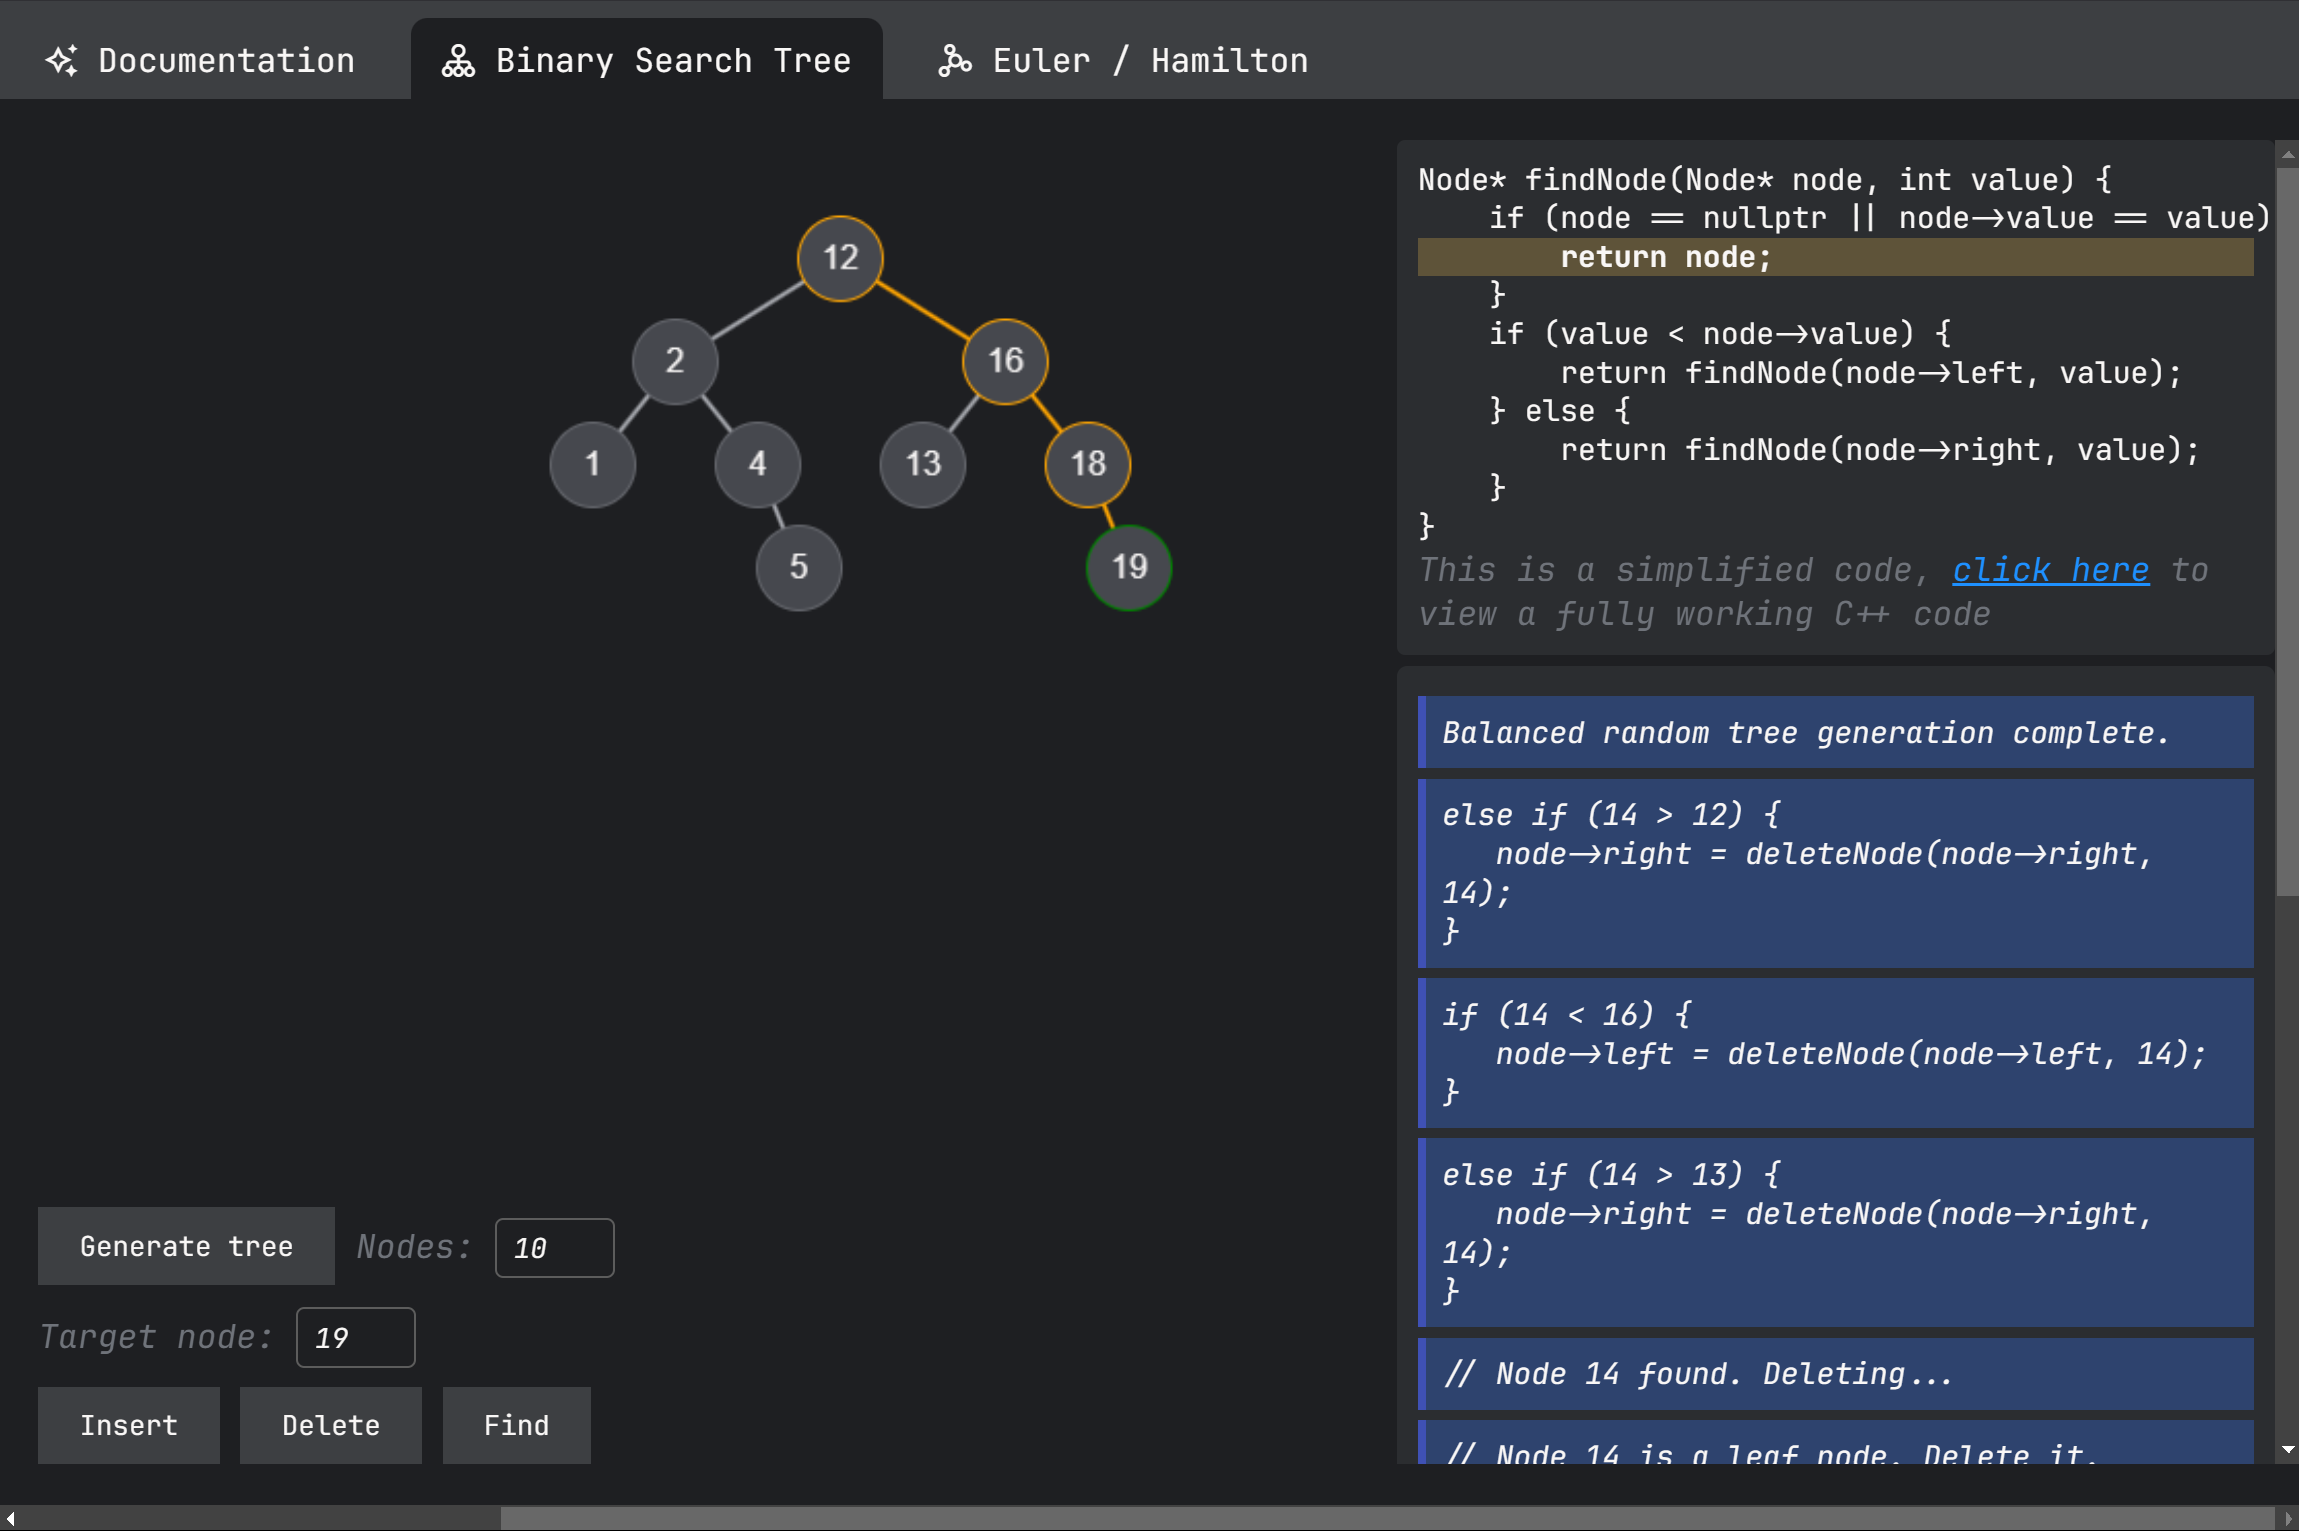 Documentation
Binary Search Tree
Euler / Hamilton
12
2
16
1
4
13
18
5
19
Node* findNode(Node* node, int value) {
if (node == nullptr || node->value == value)
return node;
}
if (value < node->value) {
return findNode(node->left, value);
} else {
return findNode(node->right, value);
}
}
This is a simplified code, click here to
view a fully working C++ code
Balanced random tree generation complete.
else if (14 > 12) {
node->right = deleteNode(node->right,
14);
}
if (14 < 16) {
node->left = deleteNode(node->left, 14);
}
else if (14 > 13) {
node->right = deleteNode(node->right,
14);
}
// Node 14 found. Deleting...
// Node 14 is a leaf node. Delete it.
Generate tree
Nodes:
10
Target node:
19
Insert
Delete
Find